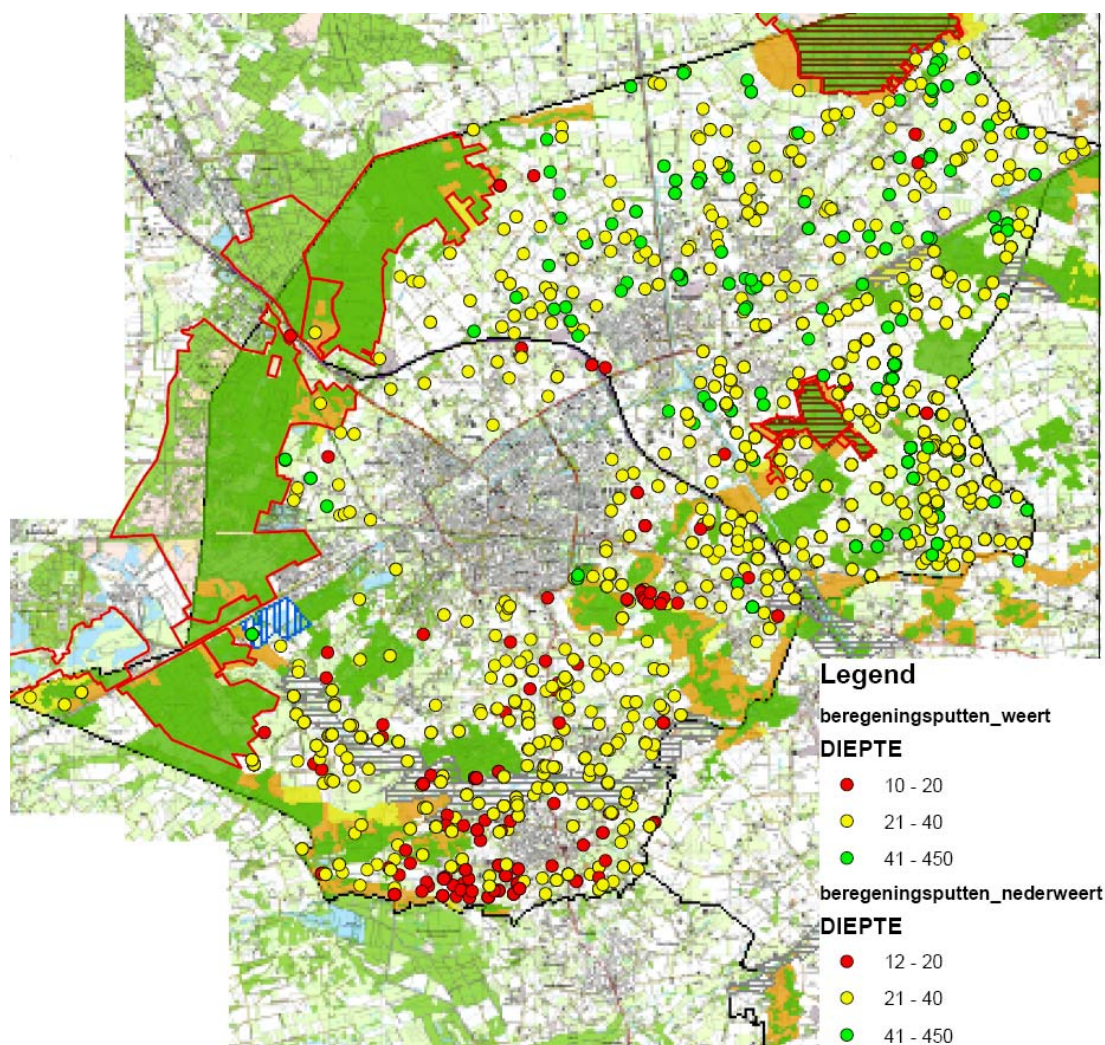 Legend
beregeningsputten_weert
DIEPTE
10 - 20
21 - 40
41 - 450
beregeningsputten_nederweert
DIEPTE
12 - 20
21 - 40
41 - 450